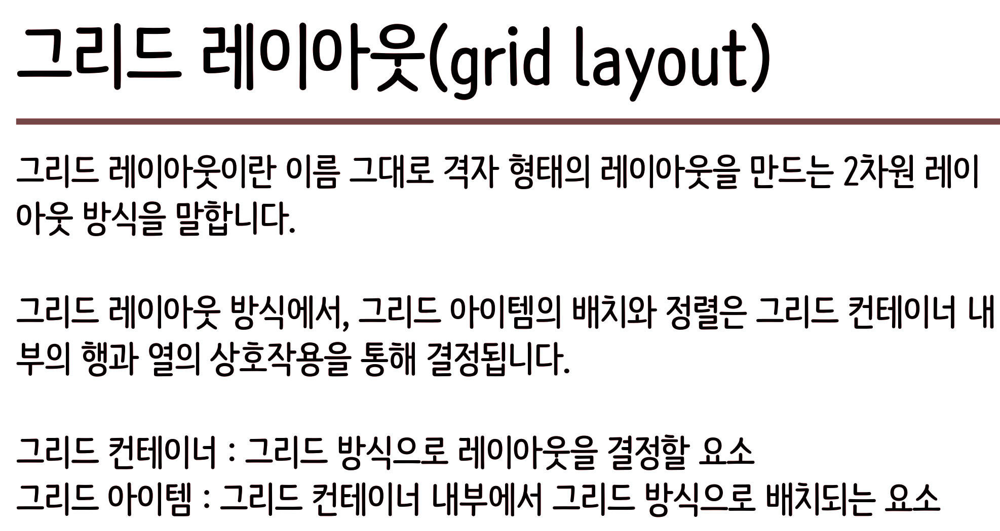 그리드 레이아웃(grid layout)
그리드 레이아웃이란 이름 그대로 격자 형태의 레이아웃을 만드는 2차원 레이
아웃 방식을 말합니다.
그리드 레이아웃 방식에서, 그리드 아이템의 배치와 정렬은 그리드 컨테이너 내
부의 행과 열의 상호작용을 통해 결정됩니다.
그리드 컨테이너 : 그리드 방식으로 레이아웃을 결정할 요소
그리드 아이템 : 그리드 컨테이너 내부에서 그리드 방식으로 배치되는 요소